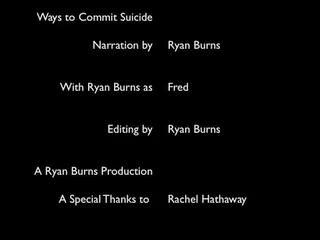 Ways to Commit Suicide
Narration by Ryan Burns
With Ryan Burns as Fred
Editing by Ryan Burns
A Ryan Burns Production
A Special Thanks to Rachel Hathaway